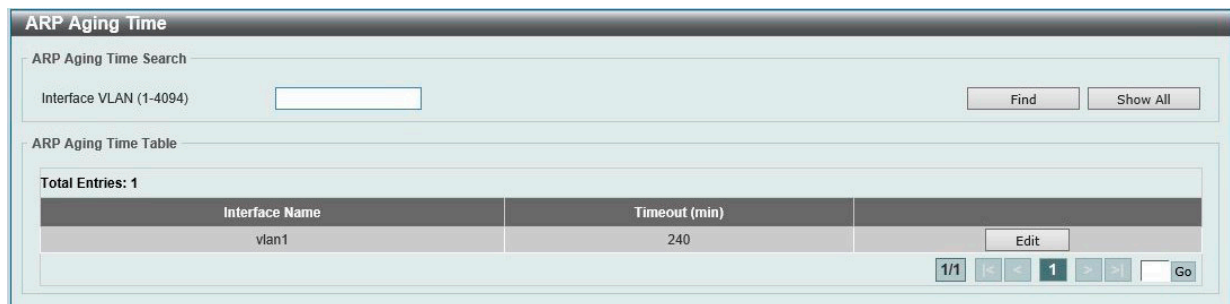 ARP Aging Time
ARP Aging Time Search
Interface VLAN (1-4094)
Find Show All
ARP Aging Time Table
Total Entries: 1
Interface Name Timeout (min)
vlan1 240 Edit
1/1 |< < 1 > >| Go